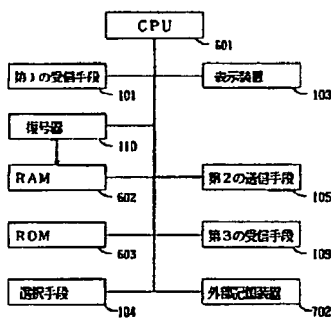 CPU
601
第1の受信手段
101
表示装置
103
復号器
110
RAM
602
第2の送信手段
105
ROM
603
第3の受信手段
109
選択手段
104
外部記憶装置
702